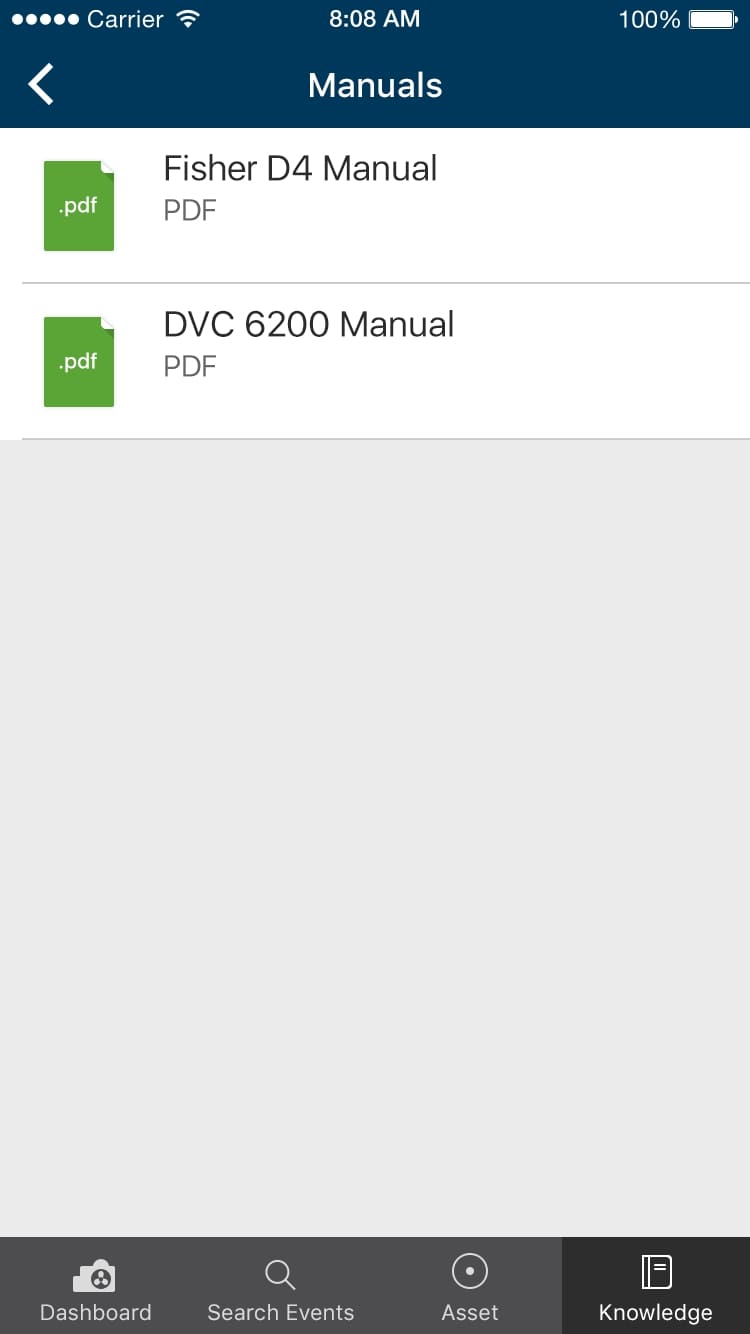 Carrier 8:08 AM 100%
Manuals
.pdf Fisher D4 Manual
PDF
.pdf DVC 6200 Manual
PDF
Dashboard Search Events Asset Knowledge